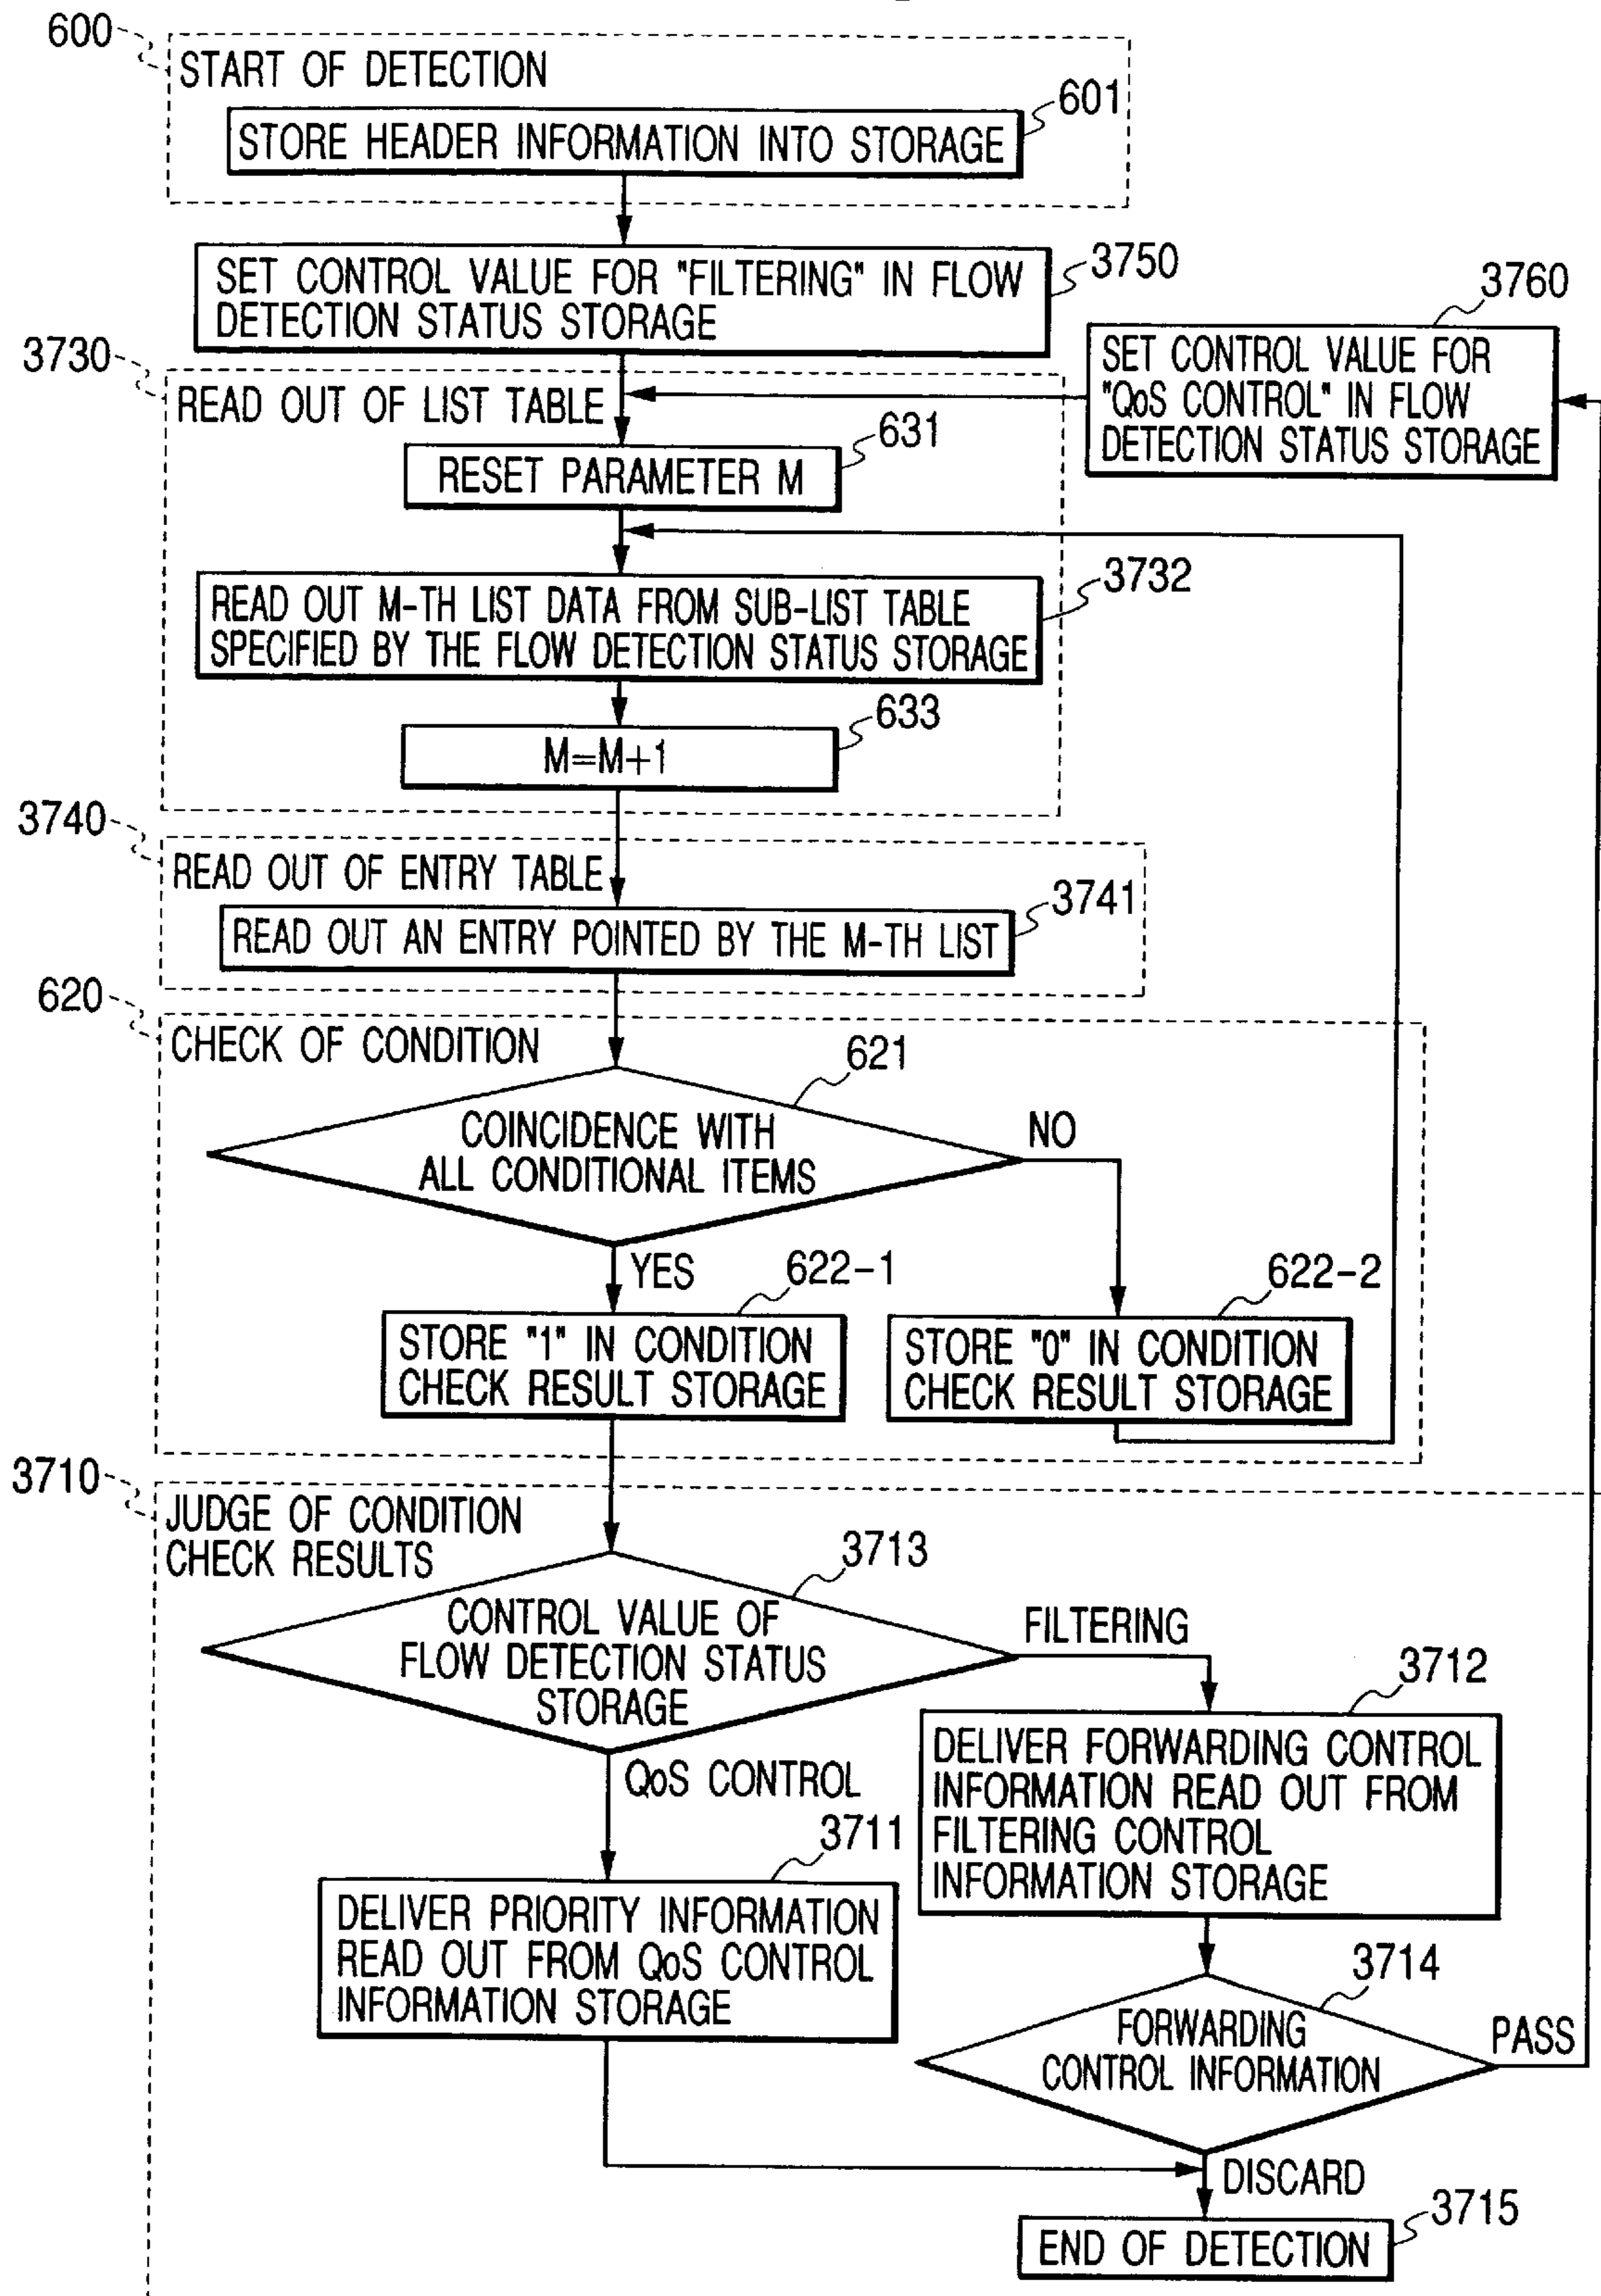 600
START OF DETECTION
601
STORE HEADER INFORMATION INTO STORAGE
3750
SET CONTROL VALUE FOR "FILTERING" IN FLOW
DETECTION STATUS STORAGE
3760
SET CONTROL VALUE FOR
"QoS CONTROL" IN FLOW
DETECTION STATUS STORAGE
3730
READ OUT OF LIST TABLE
631
RESET PARAMETER M
3732
READ OUT M-TH LIST DATA FROM SUB-LIST TABLE
SPECIFIED BY THE FLOW DETECTION STATUS STORAGE
633
M=M+1
3740
READ OUT OF ENTRY TABLE
3741
READ OUT AN ENTRY POINTED BY THE M-TH LIST
620
CHECK OF CONDITION
621
COINCIDENCE WITH
ALL CONDITIONAL ITEMS
NO
YES
622-1
STORE "1" IN CONDITION
CHECK RESULT STORAGE
622-2
STORE "0" IN CONDITION
CHECK RESULT STORAGE
3710
JUDGE OF CONDITION
CHECK RESULTS
3713
CONTROL VALUE OF
FLOW DETECTION STATUS
STORAGE
FILTERING
QoS CONTROL
3712
DELIVER FORWARDING CONTROL
INFORMATION READ OUT FROM
FILTERING CONTROL
INFORMATION STORAGE
3711
DELIVER PRIORITY INFORMATION
READ OUT FROM QoS CONTROL
INFORMATION STORAGE
3714
FORWARDING
CONTROL INFORMATION
PASS
DISCARD
3715
END OF DETECTION